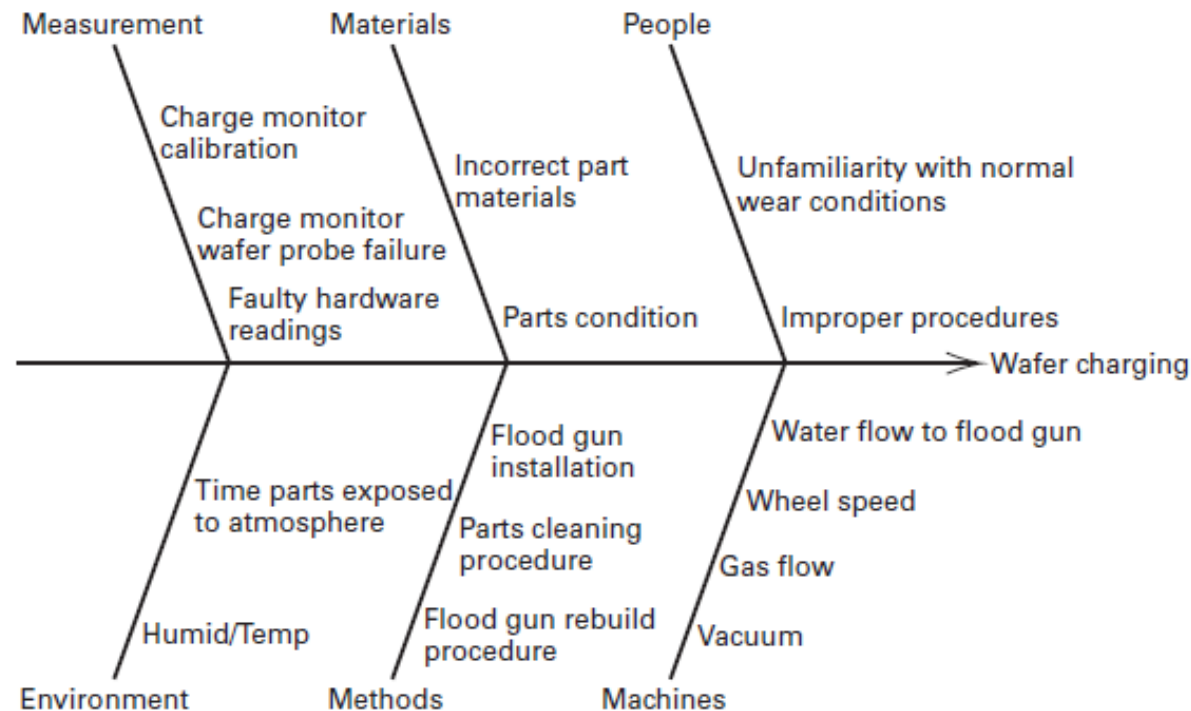 Measurement
Materials
People
Charge monitor
calibration
Charge monitor
wafer probe failure
Faulty hardware
readings
Incorrect part
materials
Parts condition
Unfamiliarity with normal
wear conditions
Improper procedures
Wafer charging
Time parts exposed
to atmosphere
Humid/Temp
Flood gun
installation
Parts cleaning
procedure
Flood gun rebuild
procedure
Water flow to flood gun
Wheel speed
Gas flow
Vacuum
Environment
Methods
Machines